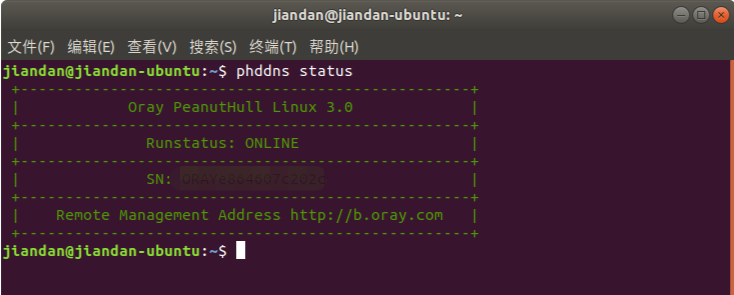 jiandan@jiandan-ubuntu: ~
文件(F) 编辑(E) 查看(V) 搜索(S) 终端(T) 帮助(H)
jiandan@jiandan-ubuntu:~$ phddns status
+--------------------------------------------------+
| Oray PeanutHull Linux 3.0 |
+--------------------------------------------------+
| Runstatus: ONLINE |
+--------------------------------------------------+
| SN: |
+--------------------------------------------------+
| Remote Management Address http://b.oray.com |
+--------------------------------------------------+
jiandan@jiandan-ubuntu:~$